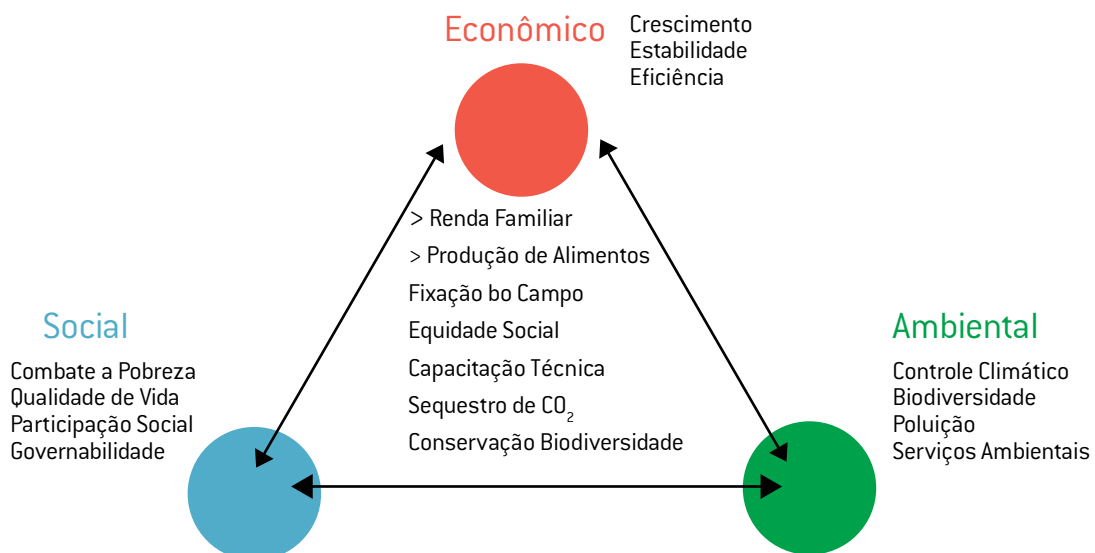 Econômico
Crescimento
Estabilidade
Eficiência
> Renda Familiar
> Produção de Alimentos
Fixação bo Campo
Equidade Social
Capacitação Técnica
Sequestro de CO₂
Conservação Biodiversidade
Social
Combate a Pobreza
Qualidade de Vida
Participação Social
Governabilidade
Ambiental
Controle Climático
Biodiversidade
Poluição
Serviços Ambientais